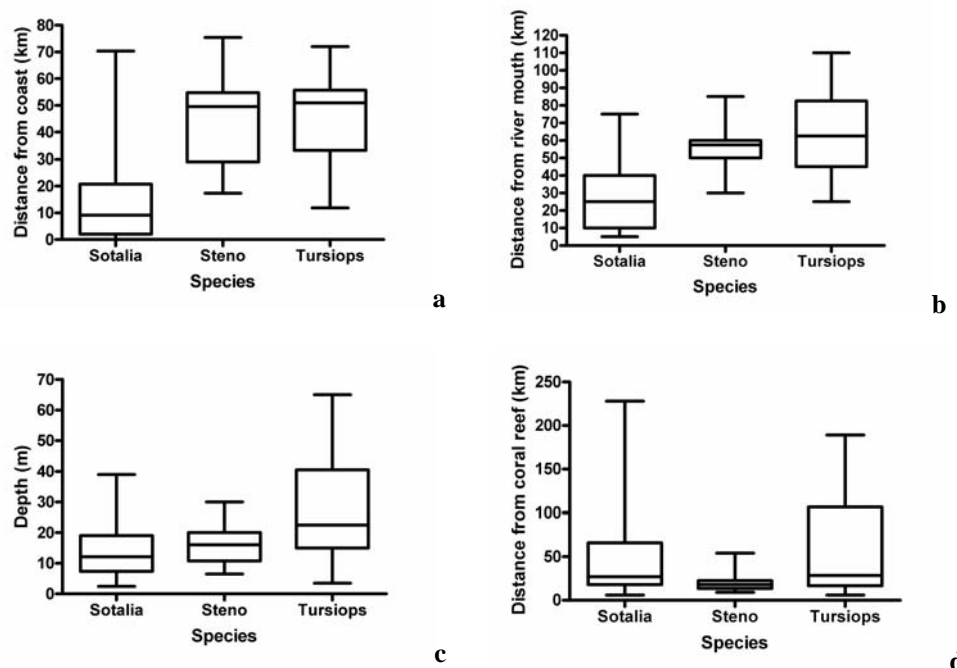 Distance from coast (km)
80
70
60
50
40
30
20
10
0
Sotalia Steno Tursiops
Species
a
Distance from river mouth (km)
120
110
100
90
80
70
60
50
40
30
20
10
0
Sotalia Steno Tursiops
Species
b
Depth (m)
70
60
50
40
30
20
10
0
Sotalia Steno Tursiops
Species
c
Distance from coral reef (km)
250
200
150
100
50
0
Sotalia Steno Tursiops
Species
d